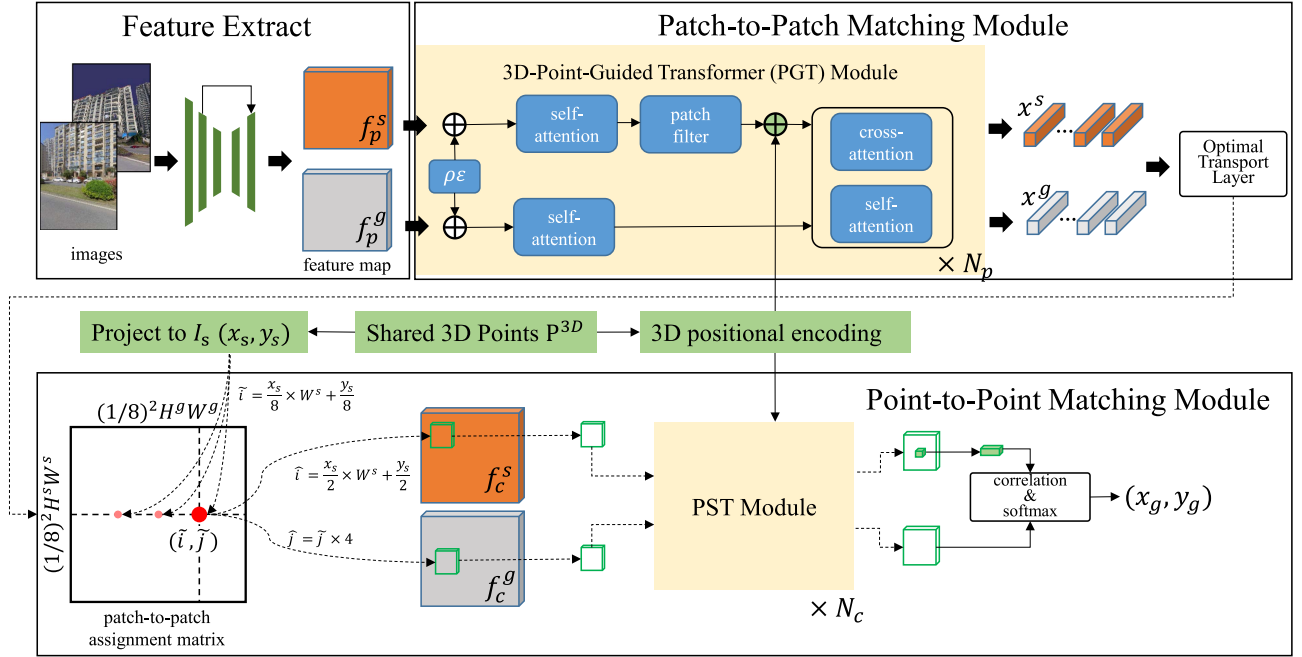 Feature Extract
images
f_p^s
f_p^g
feature map
Patch-to-Patch Matching Module
3D-Point-Guided Transformer (PGT) Module
ρε
self-
attention
patch
filter
cross-
attention
self-
attention
self-
attention
× N_p
x^s
...
x^g
...
Optimal
Transport
Layer
Project to I_s (x_s, y_s)
Shared 3D Points P^{3D}
3D positional encoding
Point-to-Point Matching Module
(1/8)^2 H^g W^g
(1/8)^2 H^s W^s
ĩ = x_s/8 × W^s + y_s/8
(ĩ, j̃)
patch-to-patch
assignment matrix
î = x_s/2 × W^s + y_s/2
ĵ = j̃ × 4
f_c^s
f_c^g
PST Module
× N_c
correlation
&
softmax
(x_g, y_g)